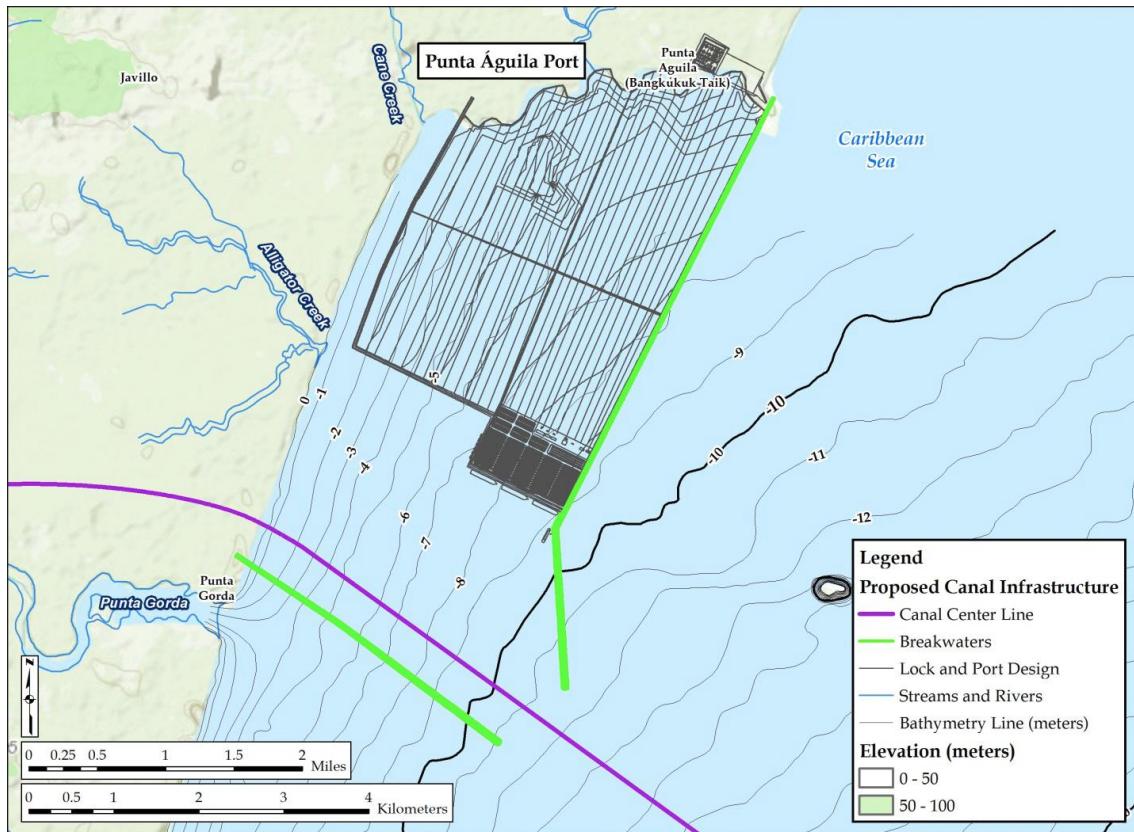 Punta Águila Port
Punta
Aguila
(Bangkukuk Taik)
Javillo
Cane Creek
Caribbean
Sea
Alligator Creek
0
-1
-2
-3
-4
-5
-6
-7
-8
-9
-10
-10
-11
-12
Punta
Gorda
Punta Gorda
Z
0 0.25 0.5 1 1.5 2
Miles
0 0.5 1 2 3 4
Kilometers
Legend
Proposed Canal Infrastructure
Canal Center Line
Breakwaters
Lock and Port Design
Streams and Rivers
Bathymetry Line (meters)
Elevation (meters)
0 - 50
50 - 100